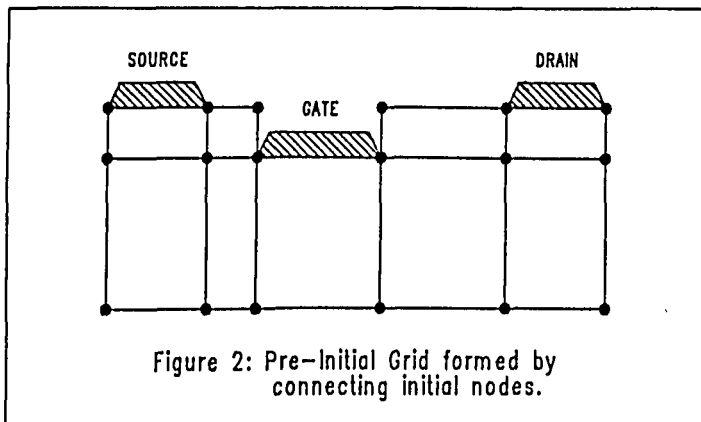 SOURCE
DRAIN
GATE
Figure 2: Pre-Initial Grid formed by
connecting initial nodes.